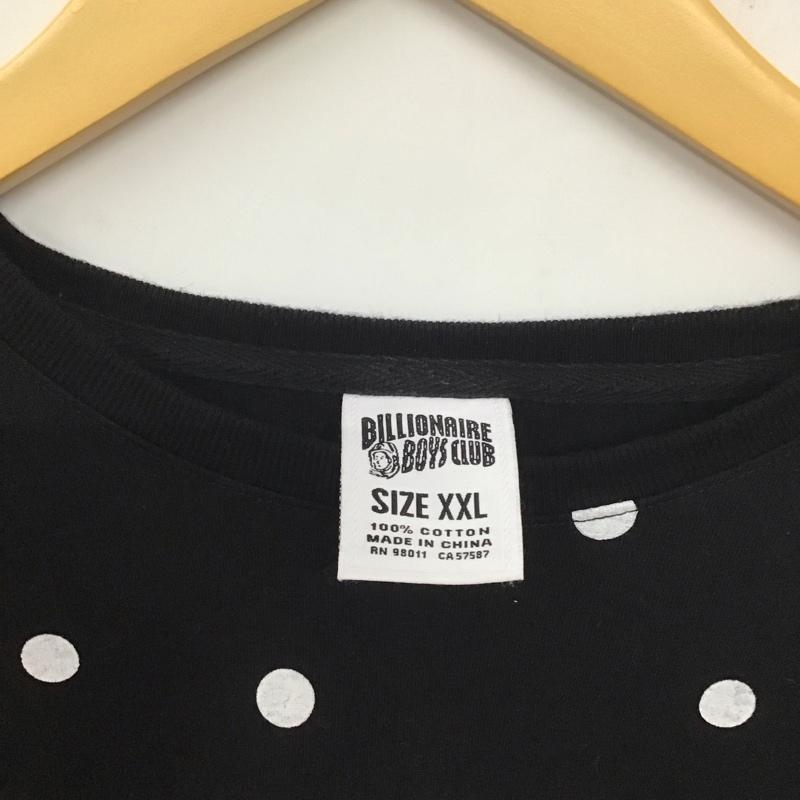 BILLIONAIRE
BOYS CLUB
SIZE XXL
100% COTTON
MADE IN CHINA
RN 98011 CA57587